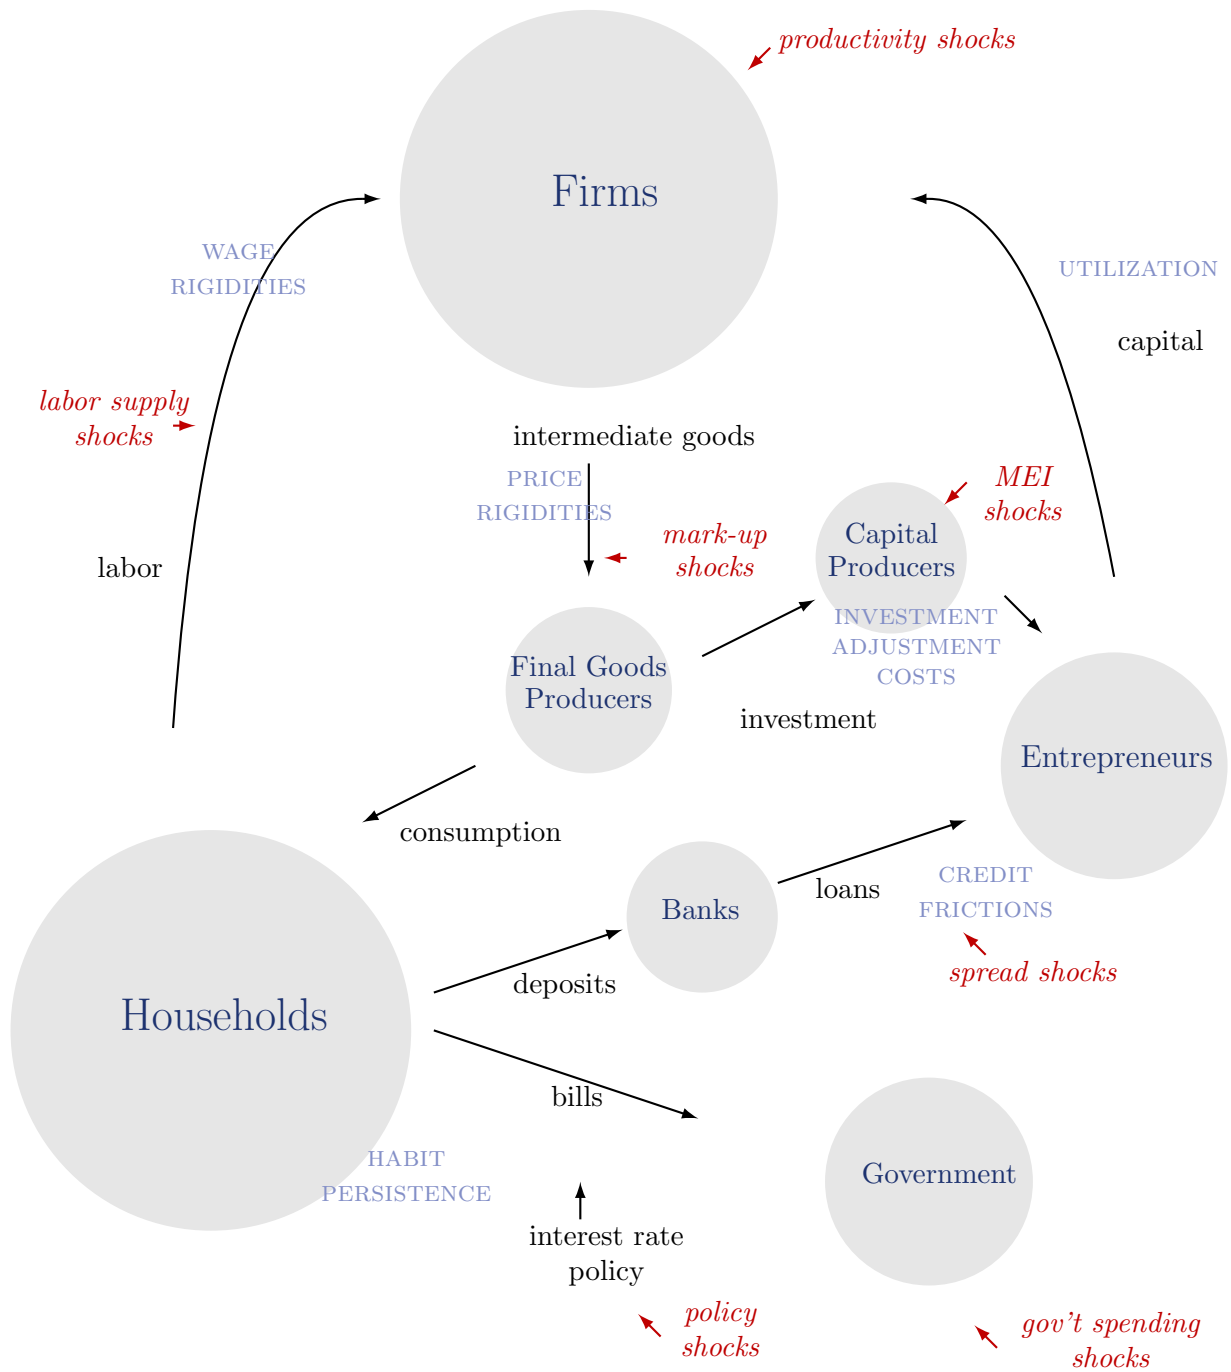 productivity shocks
Firms
WAGE
RIGIDITIES
UTILIZATION
capital
labor supply
shocks
intermediate goods
PRICE
RIGIDITIES
MEI
shocks
mark-up
shocks
Capital
Producers
labor
INVESTMENT
ADJUSTMENT
COSTS
Final Goods
Producers
investment
Entrepreneurs
consumption
CREDIT
FRICTIONS
loans
Banks
spread shocks
deposits
Households
bills
HABIT
PERSISTENCE
Government
interest rate
policy
policy
shocks
gov't spending
shocks